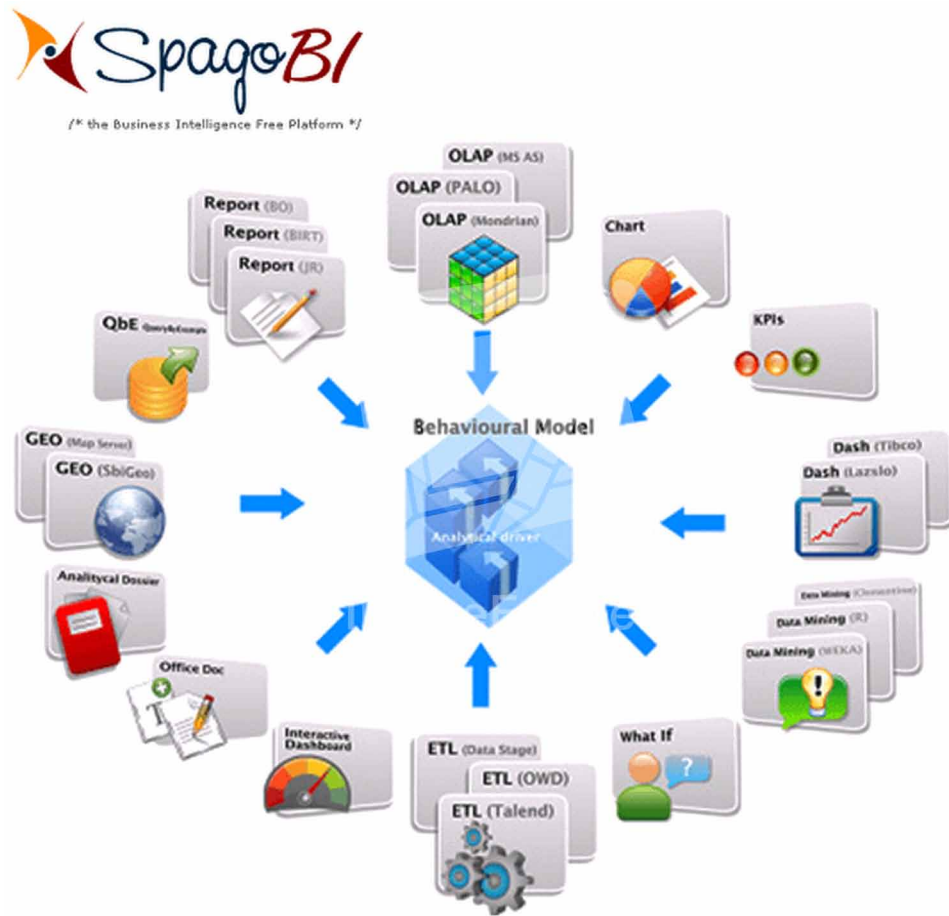 SpagoBI
/* the Business Intelligence Free Platform */
OLAP (MS AS)
OLAP (PALO)
OLAP (Mondrian)
Report (BO)
Report (BIRT)
Report (JR)
Chart
KPIs
QbE QueryByExample
Behavioural Model
Analytical driver
GEO (Map Server)
GEO (SbiGeo)
Dash (Tibco)
Dash (Lazslo)
Analitycal Dossier
Data Mining (Clementine)
Data Mining (R)
Data Mining (WEKA)
Office Doc
T
Interactive
Dashboard
ETL (Data Stage)
ETL (OWD)
ETL (Talend)
What If
?